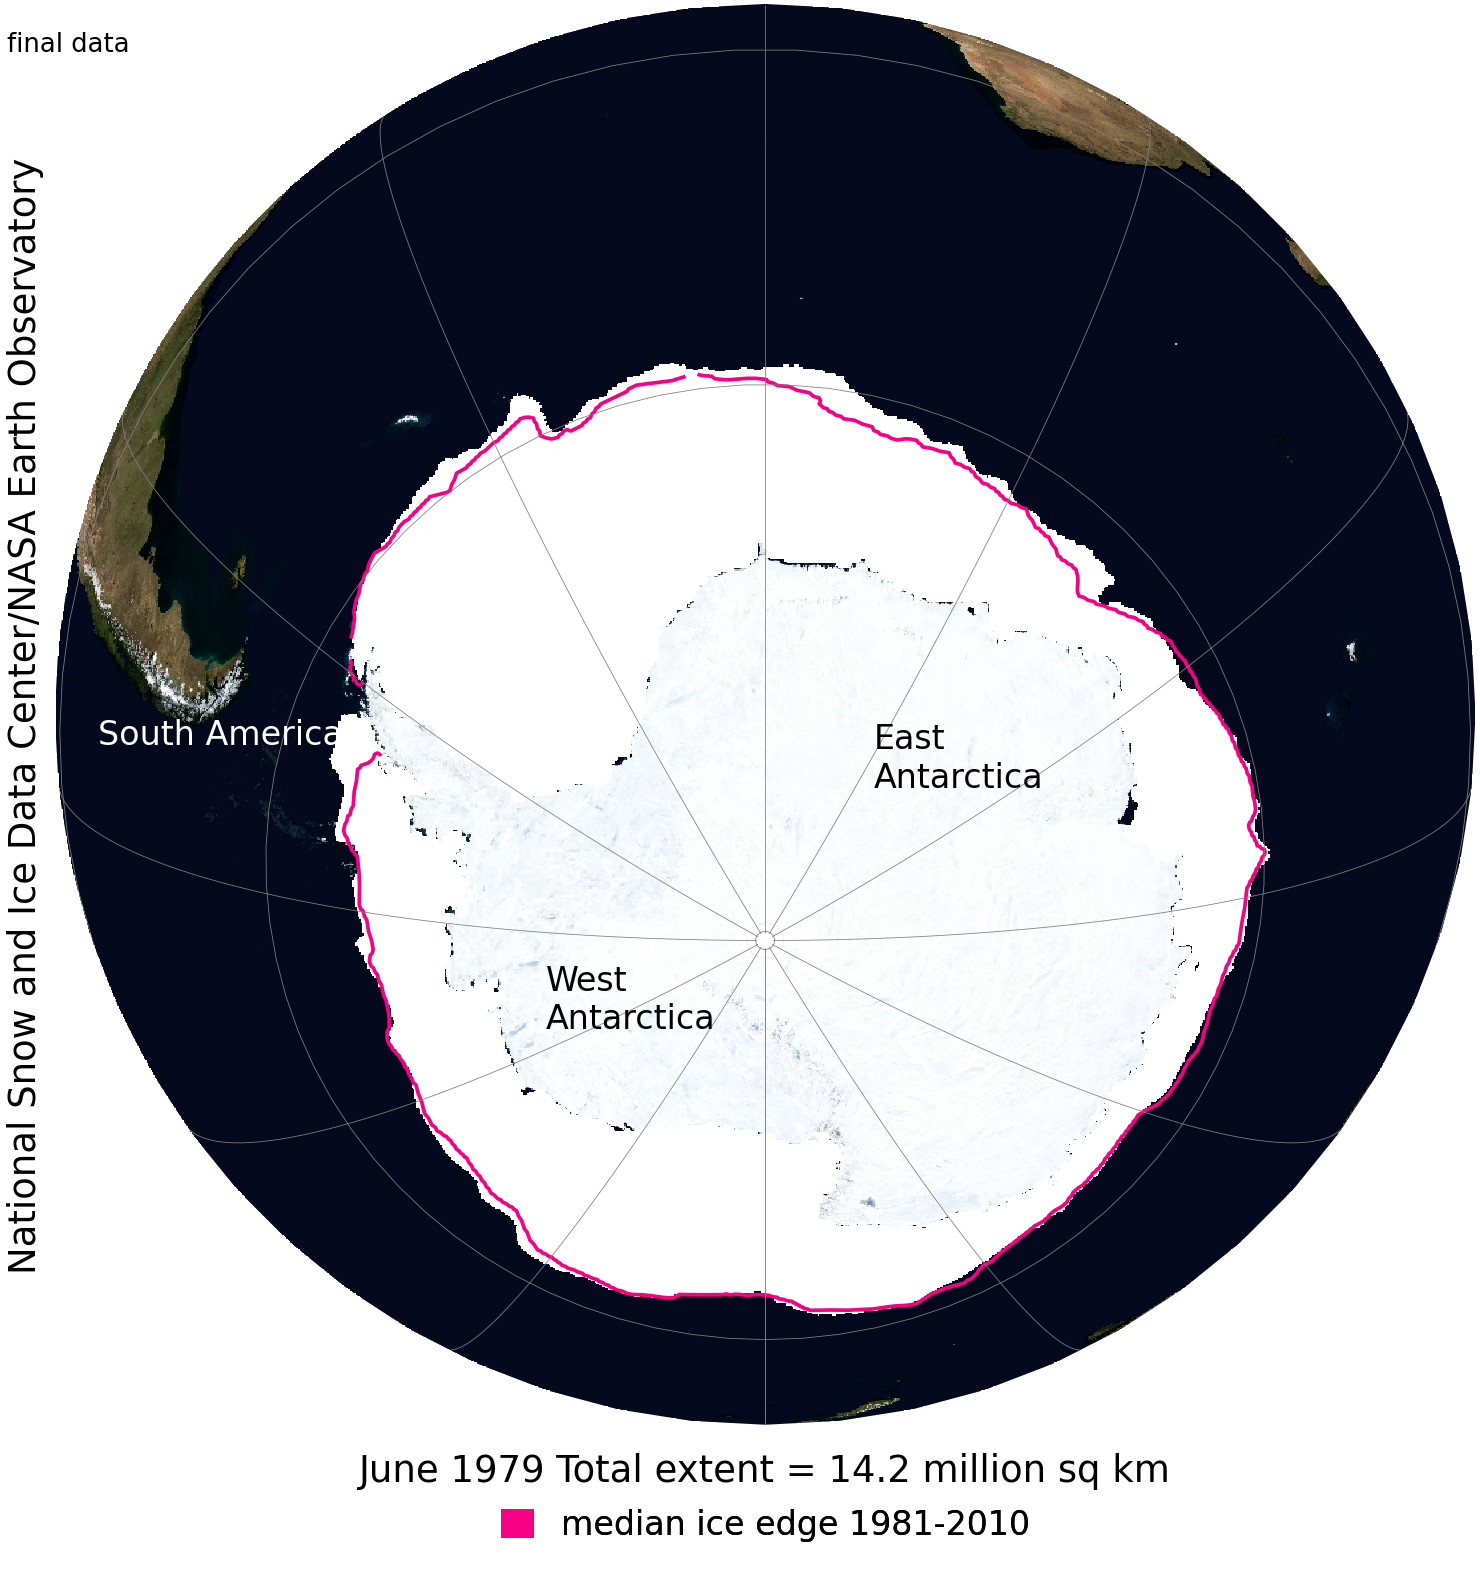 final data
National Snow and Ice Data Center/NASA Earth Observatory
South America
East
Antarctica
West
Antarctica
June 1979 Total extent = 14.2 million sq km
median ice edge 1981-2010